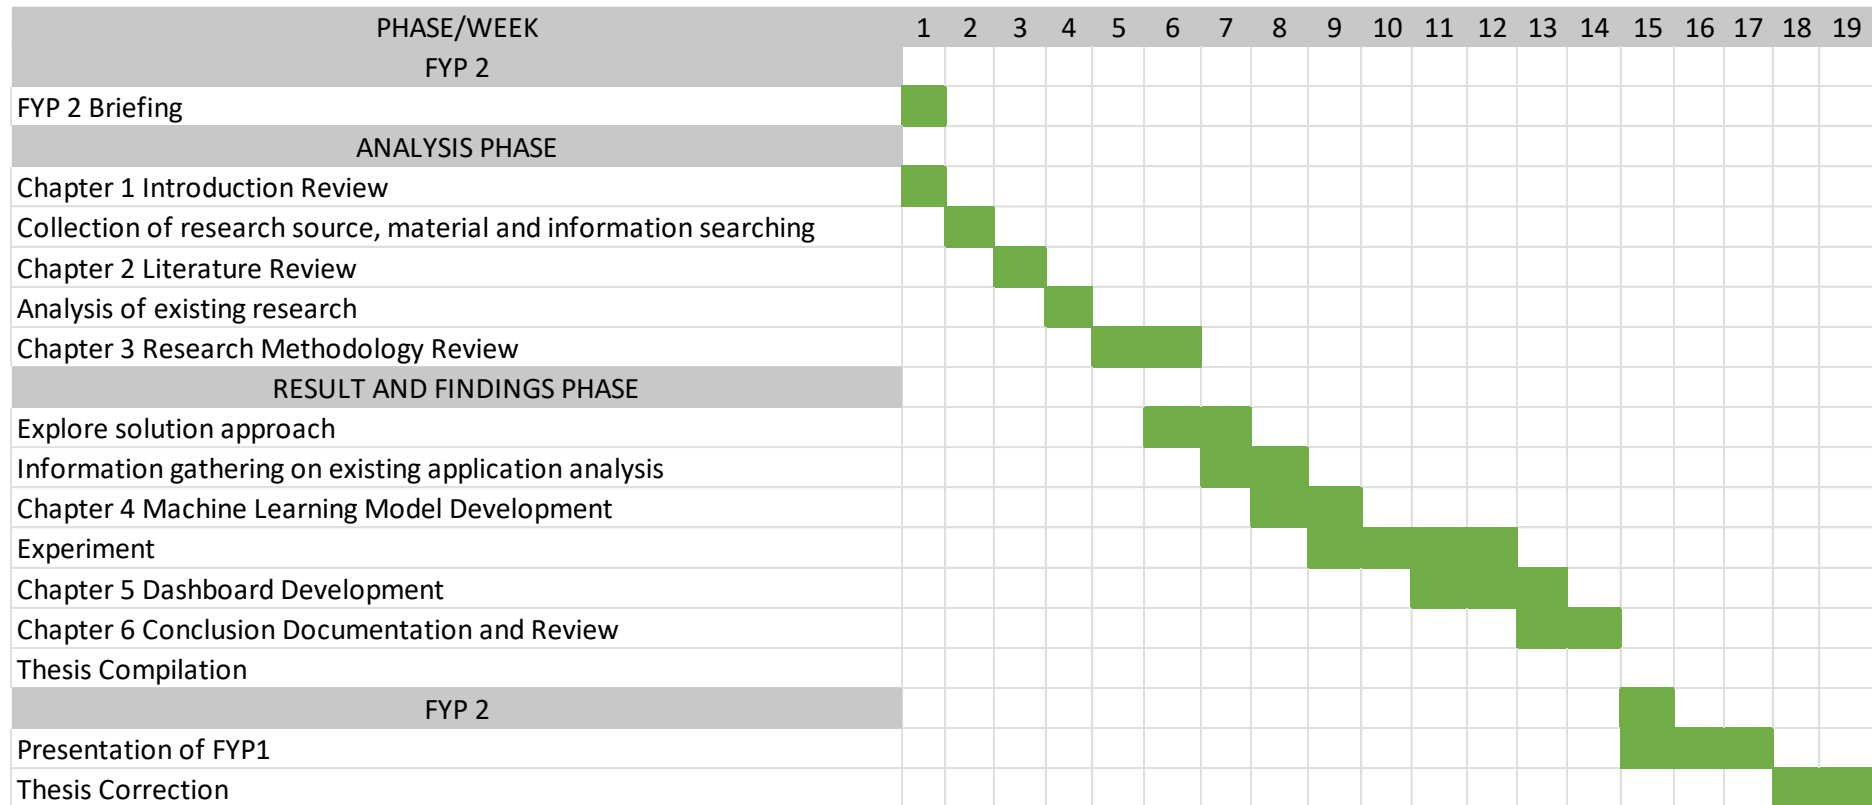 PHASE/WEEK 1 2 3 4 5 6 7 8 9 10 11 12 13 14 15 16 17 18 19
FYP 2
FYP 2 Briefing
ANALYSIS PHASE
Chapter 1 Introduction Review
Collection of research source, material and information searching
Chapter 2 Literature Review
Analysis of existing research
Chapter 3 Research Methodology Review
RESULT AND FINDINGS PHASE
Explore solution approach
Information gathering on existing application analysis
Chapter 4 Machine Learning Model Development
Experiment
Chapter 5 Dashboard Development
Chapter 6 Conclusion Documentation and Review
Thesis Compilation
FYP 2
Presentation of FYP1
Thesis Correction